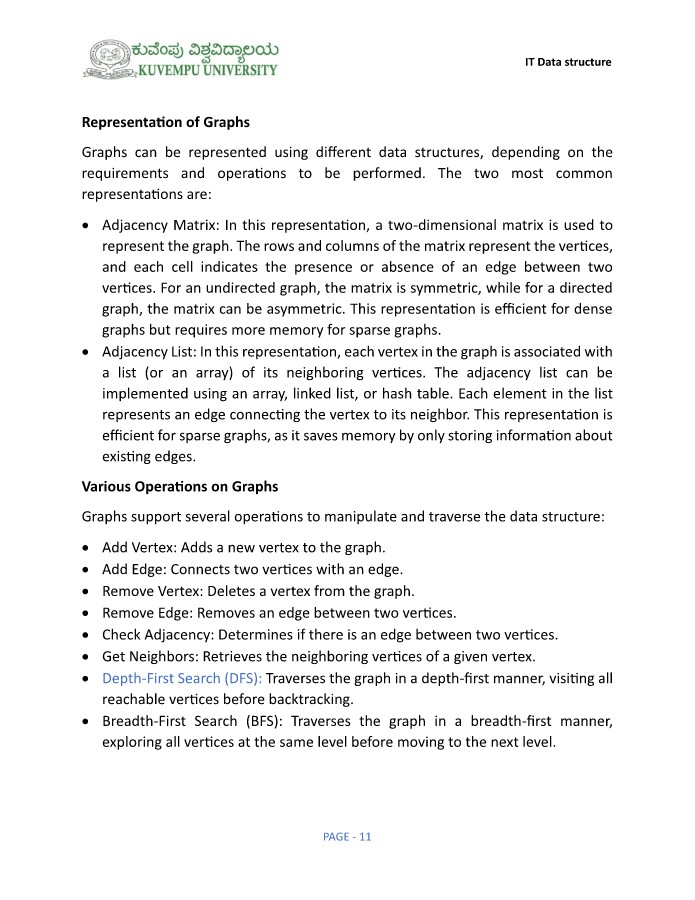 ಕುವೆಂಪು ವಿಶ್ವವಿದ್ಯಾಲಯ
KUVEMPU UNIVERSITY
IT Data structure
Representation of Graphs
Graphs can be represented using different data structures, depending on the
requirements and operations to be performed. The two most common
representations are:
• Adjacency Matrix: In this representation, a two-dimensional matrix is used to
represent the graph. The rows and columns of the matrix represent the vertices,
and each cell indicates the presence or absence of an edge between two
vertices. For an undirected graph, the matrix is symmetric, while for a directed
graph, the matrix can be asymmetric. This representation is efficient for dense
graphs but requires more memory for sparse graphs.
• Adjacency List: In this representation, each vertex in the graph is associated with
a list (or an array) of its neighboring vertices. The adjacency list can be
implemented using an array, linked list, or hash table. Each element in the list
represents an edge connecting the vertex to its neighbor. This representation is
efficient for sparse graphs, as it saves memory by only storing information about
existing edges.
Various Operations on Graphs
Graphs support several operations to manipulate and traverse the data structure:
• Add Vertex: Adds a new vertex to the graph.
• Add Edge: Connects two vertices with an edge.
• Remove Vertex: Deletes a vertex from the graph.
• Remove Edge: Removes an edge between two vertices.
• Check Adjacency: Determines if there is an edge between two vertices.
• Get Neighbors: Retrieves the neighboring vertices of a given vertex.
• Depth-First Search (DFS): Traverses the graph in a depth-first manner, visiting all
reachable vertices before backtracking.
• Breadth-First Search (BFS): Traverses the graph in a breadth-first manner,
exploring all vertices at the same level before moving to the next level.
PAGE - 11